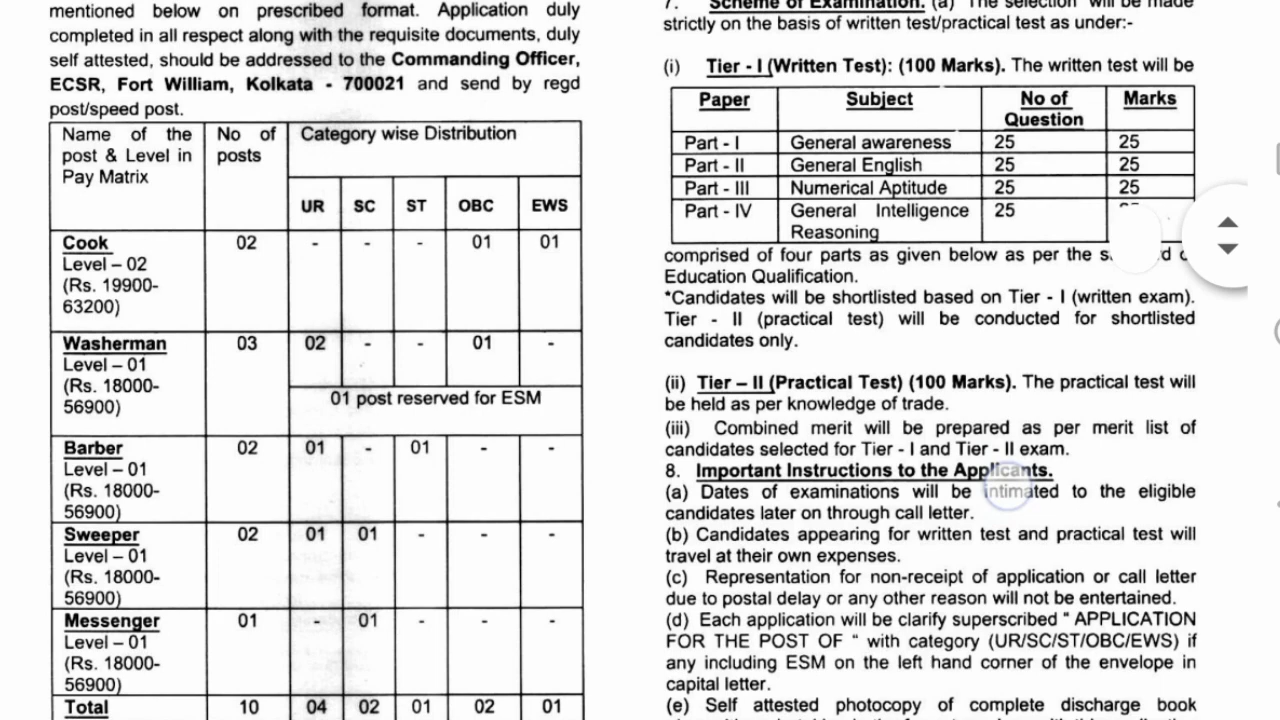 mentioned below on prescribed format. Application duly
completed in all respect along with the requisite documents, duly
self attested, should be addressed to the Commanding Officer,
ECSR, Fort William, Kolkata - 700021 and send by regd
post/speed post.
Name of the post & Level in Pay Matrix | No of posts | Category wise Distribution
UR SC ST OBC EWS
Cook 02 - - - 01 01
Level – 02
(Rs. 19900-
63200)
Washerman 03 02 - - 01 -
Level – 01
(Rs. 18000-
56900)
01 post reserved for ESM
Barber 02 01 - 01 - -
Level – 01
(Rs. 18000-
56900)
Sweeper 02 01 01 - - -
Level – 01
(Rs. 18000-
56900)
Messenger 01 - 01 - - -
Level – 01
(Rs. 18000-
56900)
Total 10 04 02 01 02 01
7. Scheme of Examination. (a) The selection will be made
strictly on the basis of written test/practical test as under:-
(i) Tier - I (Written Test): (100 Marks). The written test will be
Paper Subject No of Question Marks
Part - I General awareness 25 25
Part - II General English 25 25
Part - III Numerical Aptitude 25 25
Part - IV General Intelligence 25
Reasoning
comprised of four parts as given below as per the
Education Qualification.
*Candidates will be shortlisted based on Tier - I (written exam).
Tier - II (practical test) will be conducted for shortlisted
candidates only.
(ii) Tier – II (Practical Test) (100 Marks). The practical test will
be held as per knowledge of trade.
(iii) Combined merit will be prepared as per merit list of
candidates selected for Tier - I and Tier - II exam.
8. Important Instructions to the Applicants.
(a) Dates of examinations will be intimated to the eligible
candidates later on through call letter.
(b) Candidates appearing for written test and practical test will
travel at their own expenses.
(c) Representation for non-receipt of application or call letter
due to postal delay or any other reason will not be entertained.
(d) Each application will be clarify superscribed " APPLICATION
FOR THE POST OF " with category (UR/SC/ST/OBC/EWS) if
any including ESM on the left hand corner of the envelope in
capital letter.
(e) Self attested photocopy of complete discharge book